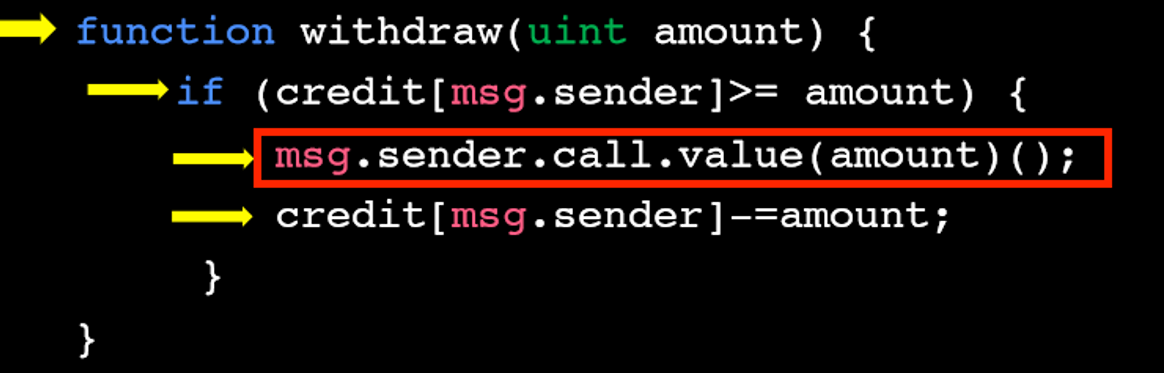 function withdraw(uint amount) {
if (credit[msg.sender]>= amount) {
msg.sender.call.value(amount)();
credit[msg.sender]-=amount;
}
}